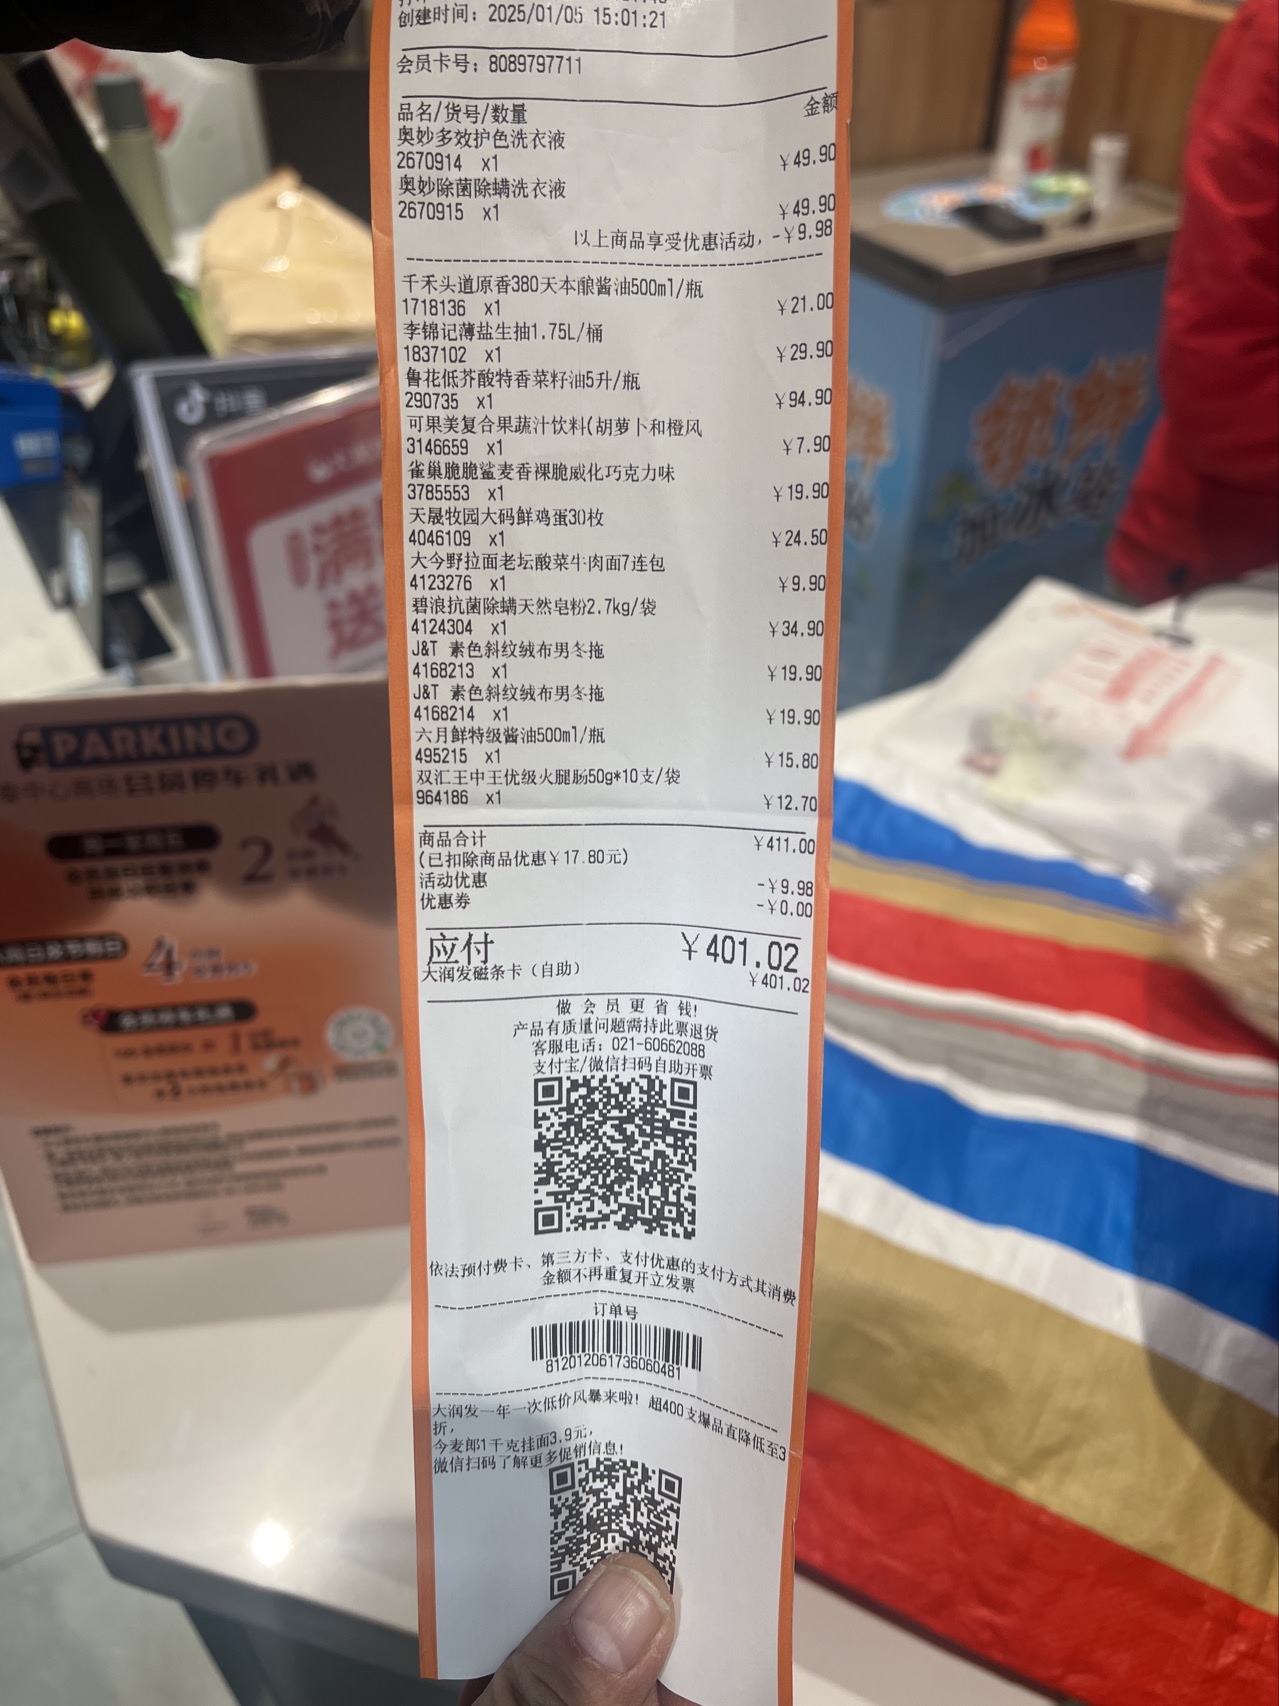 创建时间：2025/01/05 15:01:21
会员卡号：8089797711
品名/货号/数量 金额
奥妙多效护色洗衣液
2670914 x1 ￥49.90
奥妙除菌除螨洗衣液
2670915 x1 ￥49.90
以上商品享受优惠活动，-￥9.98
千禾头道原香380天本酿酱油500ml/瓶
1718136 x1 ￥21.00
李锦记薄盐生抽1.75L/桶
1837102 x1 ￥29.90
鲁花低芥酸特香菜籽油5升/瓶
290735 x1 ￥94.90
可果美复合果蔬汁饮料(胡萝卜和橙风
3146659 x1 ￥7.90
雀巢脆脆鲨麦香裸脆威化巧克力味
3785553 x1 ￥19.90
天晟牧园大码鲜鸡蛋30枚
4046109 x1 ￥24.50
大今野拉面老坛酸菜牛肉面7连包
4123276 x1 ￥9.90
碧浪抗菌除螨天然皂粉2.7kg/袋
4124304 x1 ￥34.90
J&T 素色斜纹绒布男冬拖
4168213 x1 ￥19.90
J&T 素色斜纹绒布男冬拖
4168214 x1 ￥19.90
六月鲜特级酱油500ml/瓶
495215 x1 ￥15.80
双汇王中王优级火腿肠50g*10支/袋
964186 x1 ￥12.70
商品合计 ￥411.00
(已扣除商品优惠￥17.80元)
活动优惠 -￥9.98
优惠券 -￥0.00
应付 ￥401.02
大润发磁条卡（自助） ￥401.02
做 会 员 更 省 钱!
产品有质量问题需持此票退货
客服电话：021-60662088
支付宝/微信扫码自助开票
依法预付费卡、第三方卡、支付优惠的支付方式其消费
金额不再重复开立发票
订单号
812012061736060481
大润发一年一次低价风暴来啦！超400支爆品直降低至3
折，
今麦郎1千克挂面3.9元，
微信扫码了解更多促销信息！
PARKING
2
4
满
送
抖音